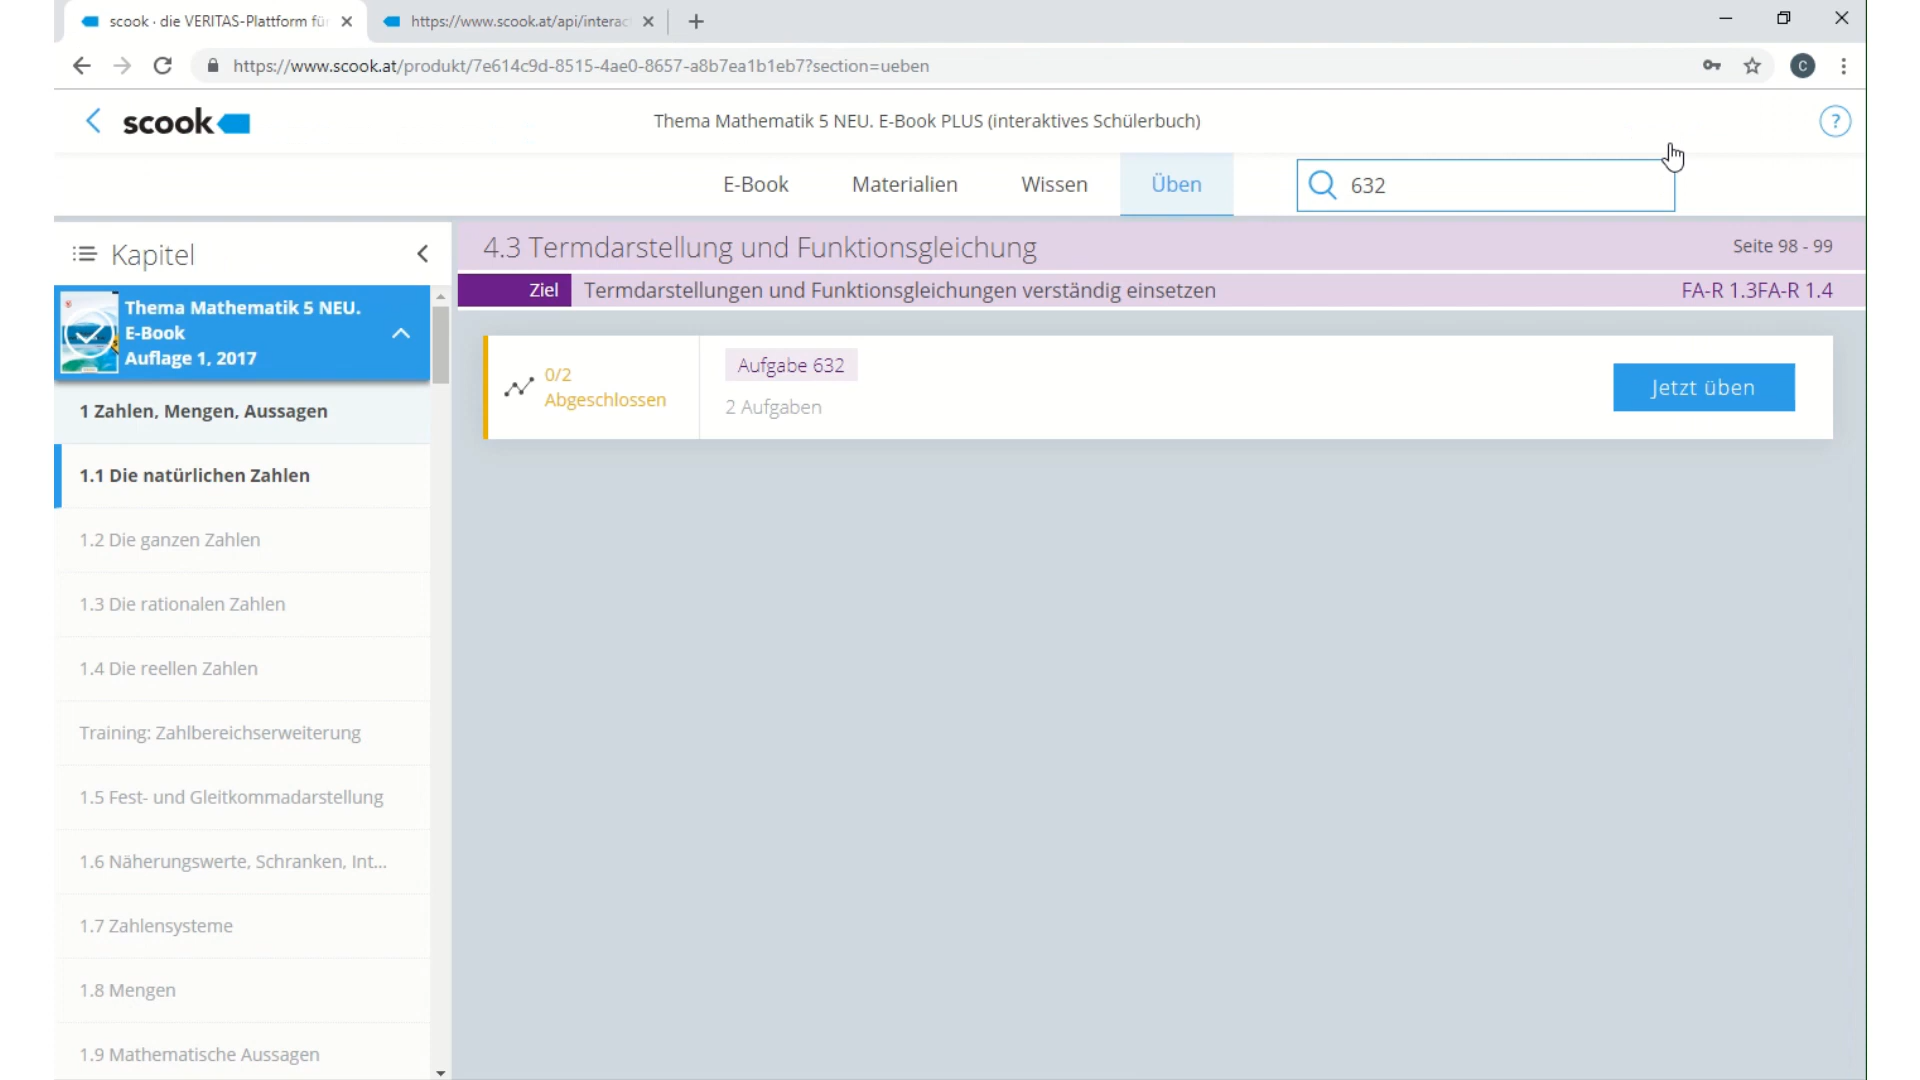 scook · die VERITAS-Plattform für
https://www.scook.at/api/interac
https://www.scook.at/produkt/7e614c9d-8515-4ae0-8657-a8b7ea1b1eb7?section=ueben
C
scook
Thema Mathematik 5 NEU. E-Book PLUS (interaktives Schülerbuch)
?
E-Book
Materialien
Wissen
Üben
632
Kapitel
Thema Mathematik 5 NEU.
E-Book
Auflage 1, 2017
1 Zahlen, Mengen, Aussagen
1.1 Die natürlichen Zahlen
1.2 Die ganzen Zahlen
1.3 Die rationalen Zahlen
1.4 Die reellen Zahlen
Training: Zahlbereichserweiterung
1.5 Fest- und Gleitkommadarstellung
1.6 Näherungswerte, Schranken, Int...
1.7 Zahlensysteme
1.8 Mengen
1.9 Mathematische Aussagen
4.3 Termdarstellung und Funktionsgleichung
Seite 98 - 99
Ziel
Termdarstellungen und Funktionsgleichungen verständig einsetzen
FA-R 1.3FA-R 1.4
0/2
Abgeschlossen
Aufgabe 632
2 Aufgaben
Jetzt üben